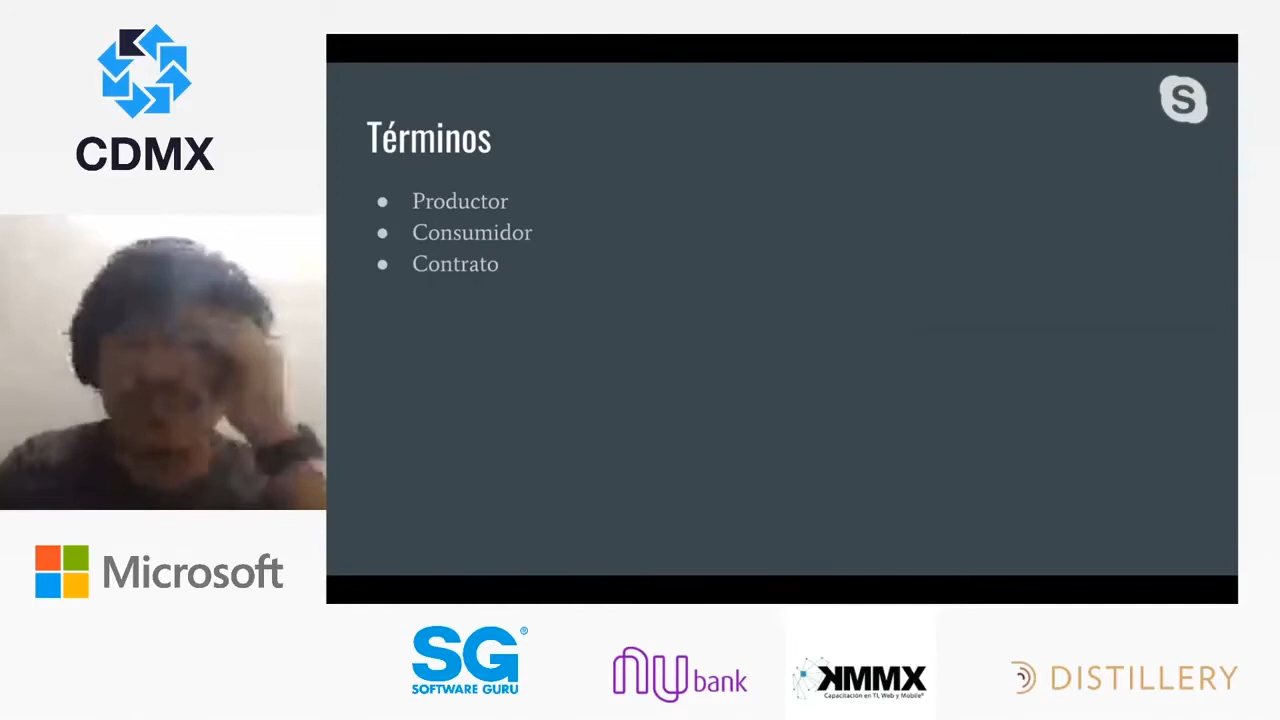 CDMX
Términos
S
● Productor
● Consumidor
● Contrato
Microsoft
SG®
SOFTWARE GURU
nu bank
KMMX
Capacitación en TI, Web y Mobile®
DISTILLERY